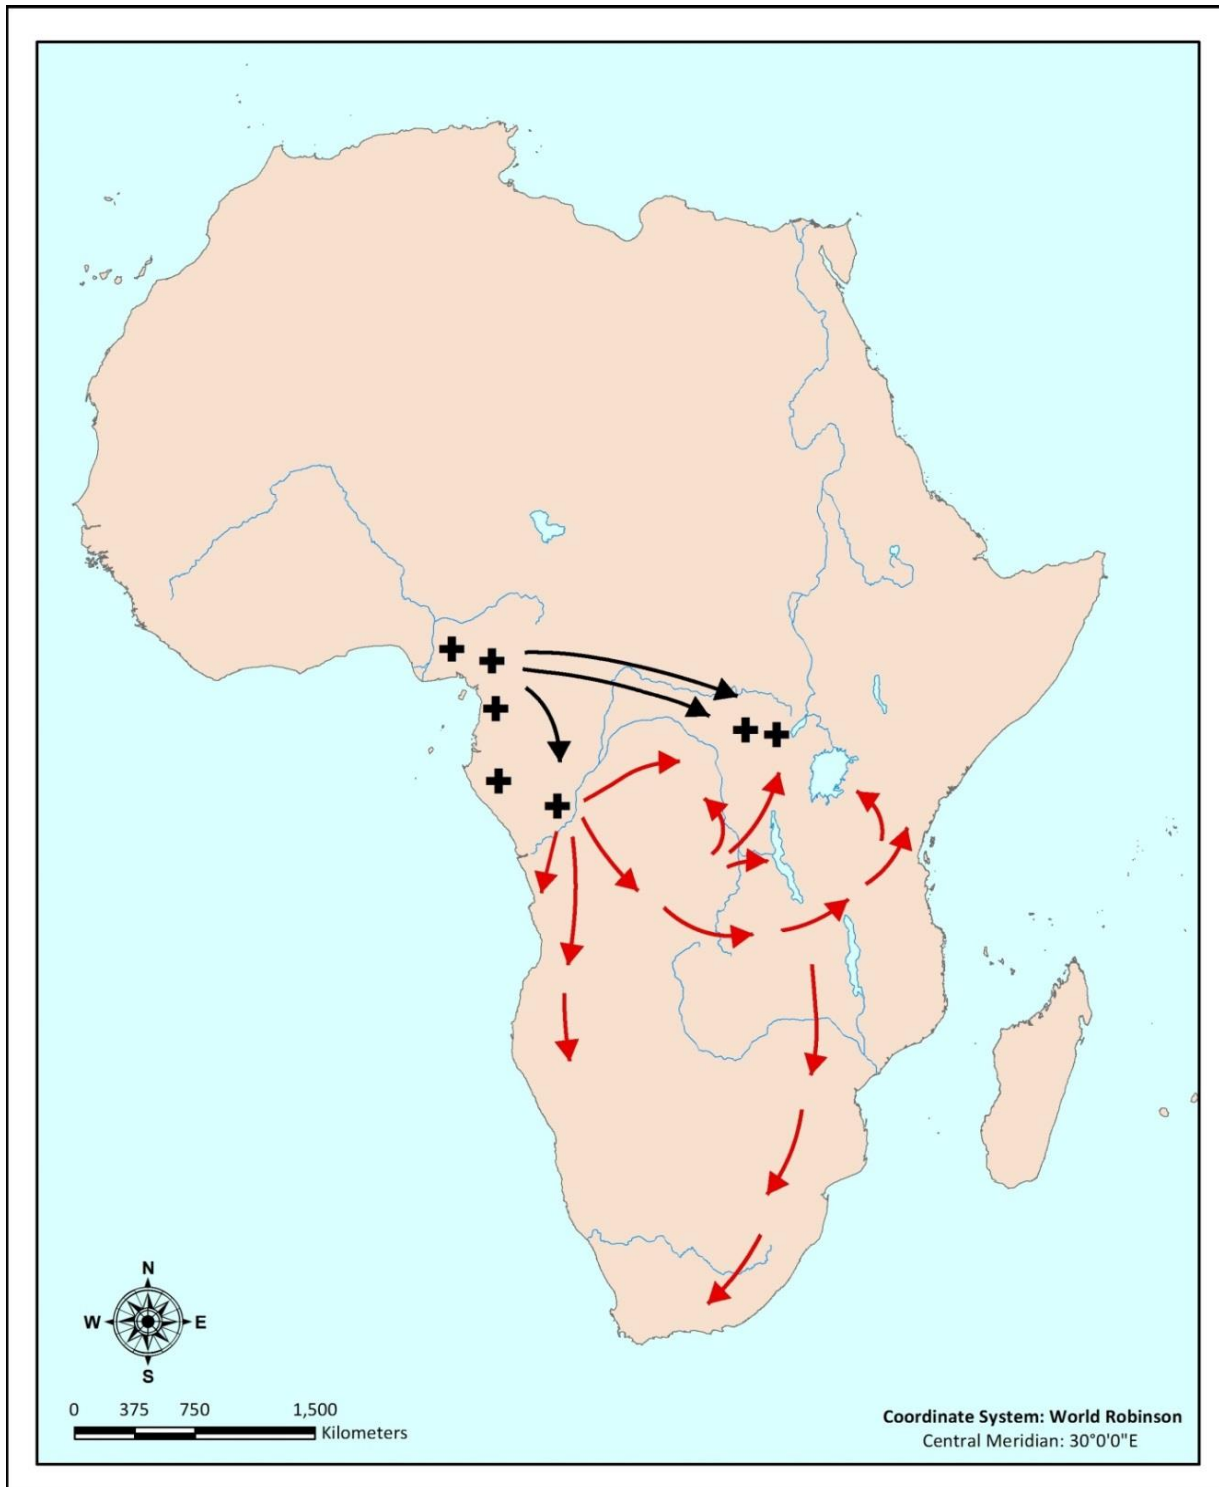 N
W E
S
0 375 750 1,500
Kilometers
Coordinate System: World Robinson
Central Meridian: 30°0'0"E